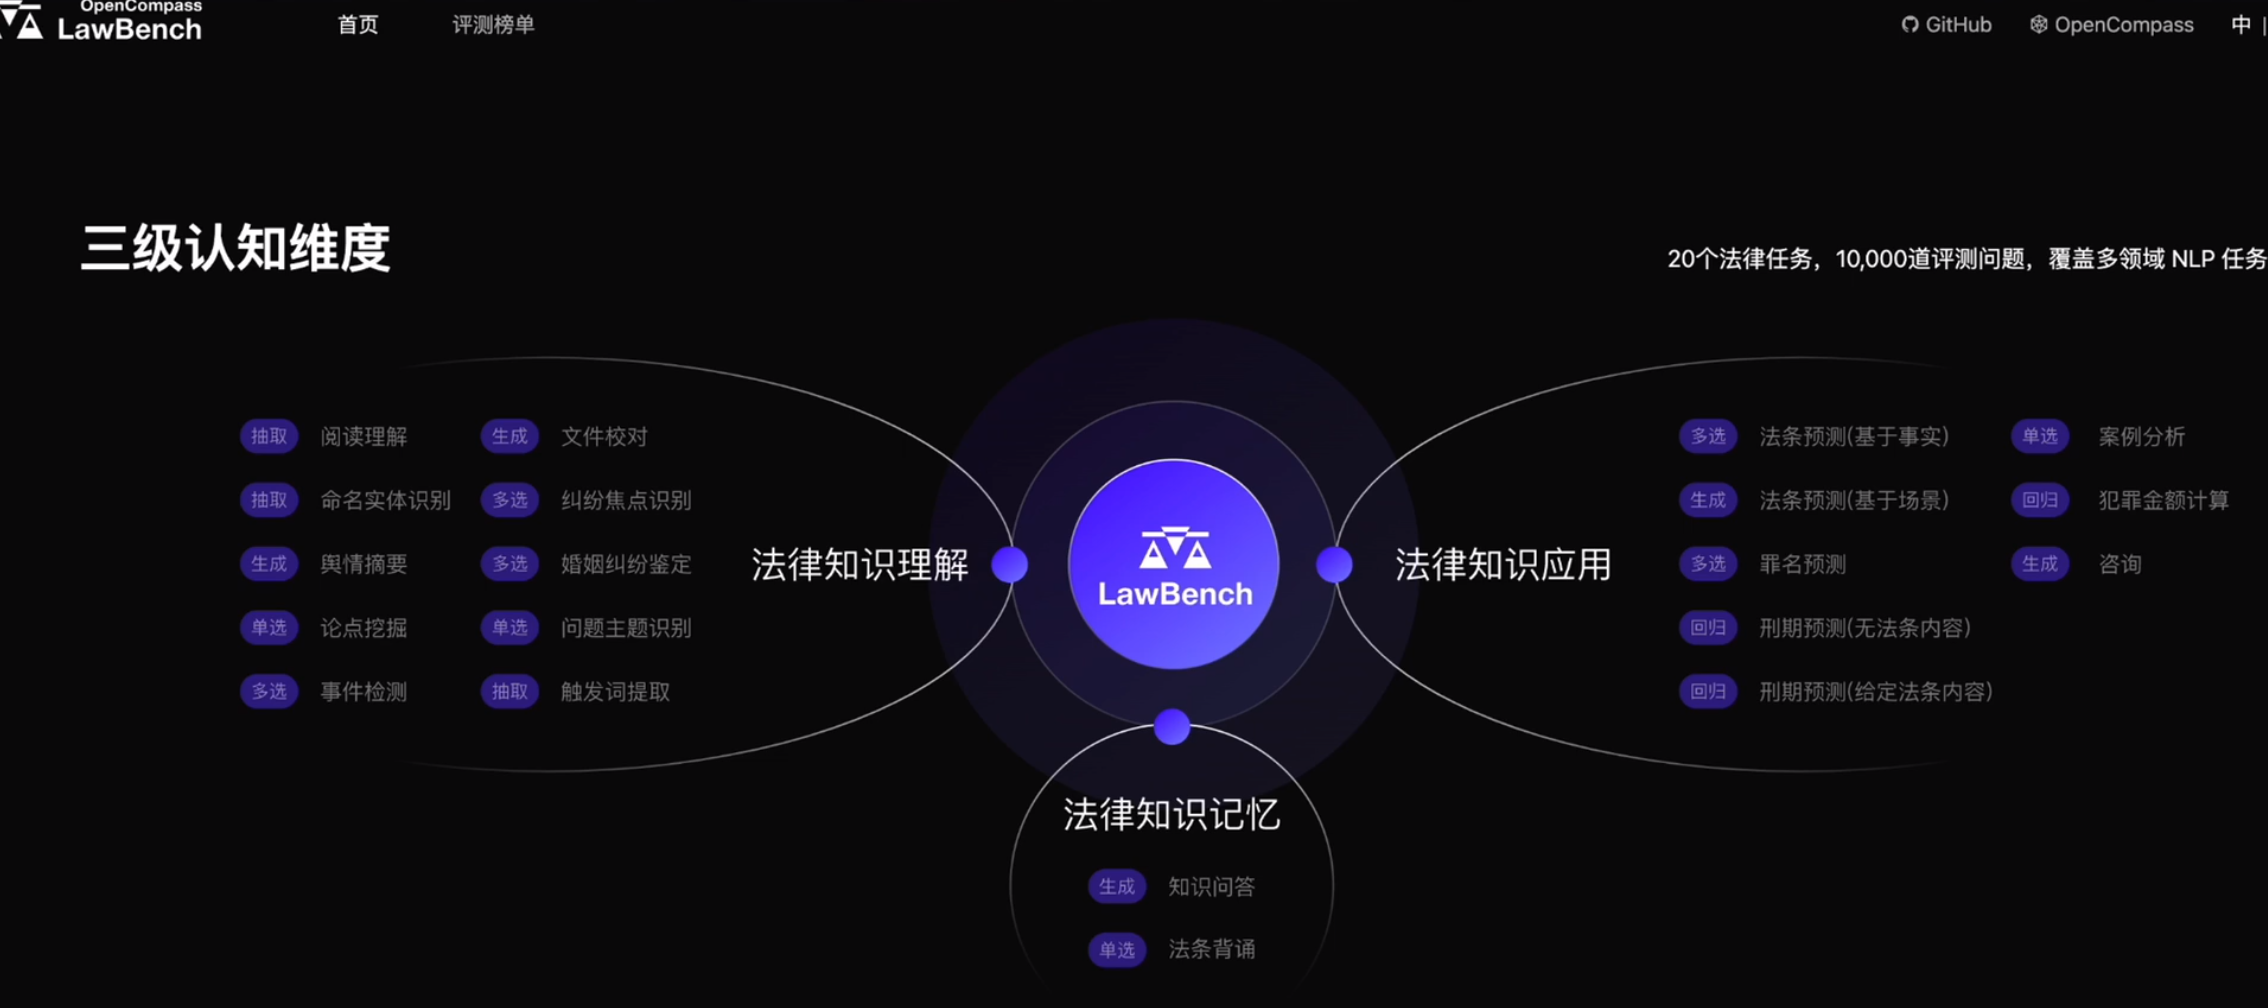 OpenCompass
LawBench
首页
评测榜单
GitHub
OpenCompass
中 |
三级认知维度
20个法律任务，10,000道评测问题，覆盖多领域 NLP 任务
抽取 阅读理解
生成 文件校对
抽取 命名实体识别
多选 纠纷焦点识别
生成 舆情摘要
多选 婚姻纠纷鉴定
单选 论点挖掘
单选 问题主题识别
多选 事件检测
抽取 触发词提取
法律知识理解
LawBench
法律知识应用
多选 法条预测(基于事实)
单选 案例分析
生成 法条预测(基于场景)
回归 犯罪金额计算
多选 罪名预测
生成 咨询
回归 刑期预测(无法条内容)
回归 刑期预测(给定法条内容)
法律知识记忆
生成 知识问答
单选 法条背诵